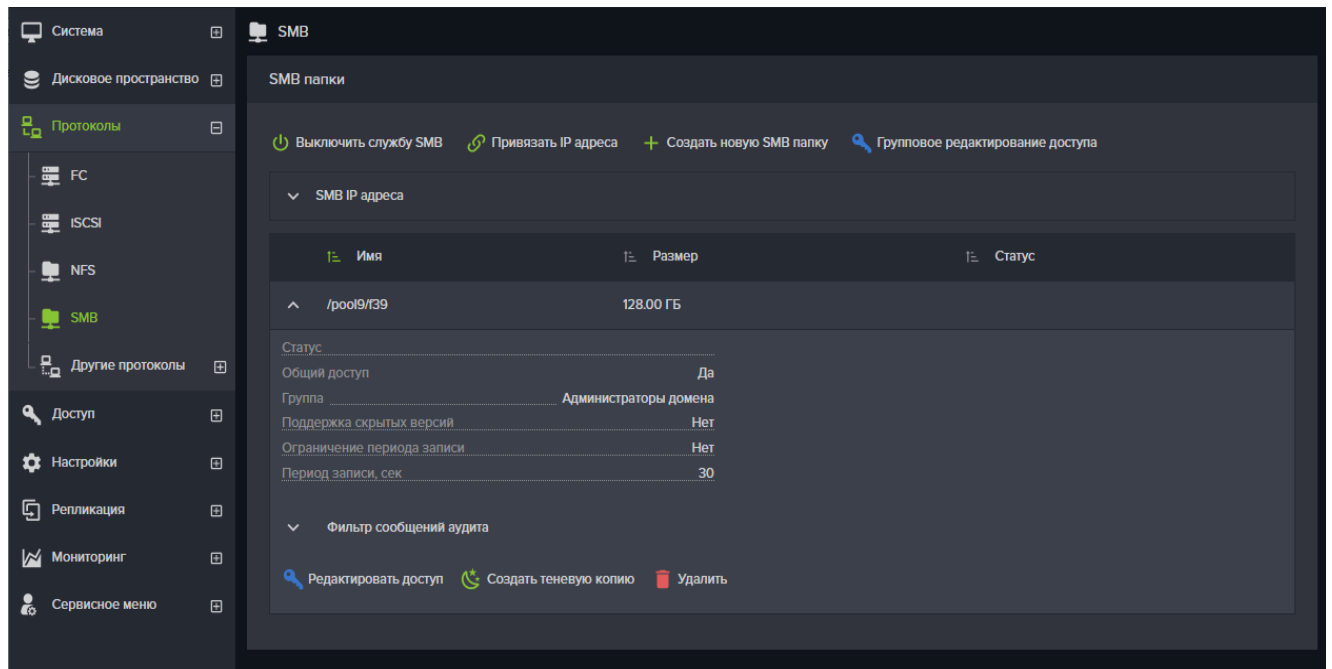 Система
Дисковое пространство
Протоколы
FC
ISCSI
NFS
SMB
Другие протоколы
Доступ
Настройки
Репликация
Мониторинг
Сервисное меню
SMB
SMB папки
Выключить службу SMB Привязать IP адреса Создать новую SMB папку Групповое редактирование доступа
SMB IP адреса
Имя Размер Статус
/pool9/f39 128.00 ГБ
Статус
Общий доступ Да
Группа Администраторы домена
Поддержка скрытых версий Нет
Ограничение периода записи Нет
Период записи, сек 30
Фильтр сообщений аудита
Редактировать доступ Создать теневую копию Удалить